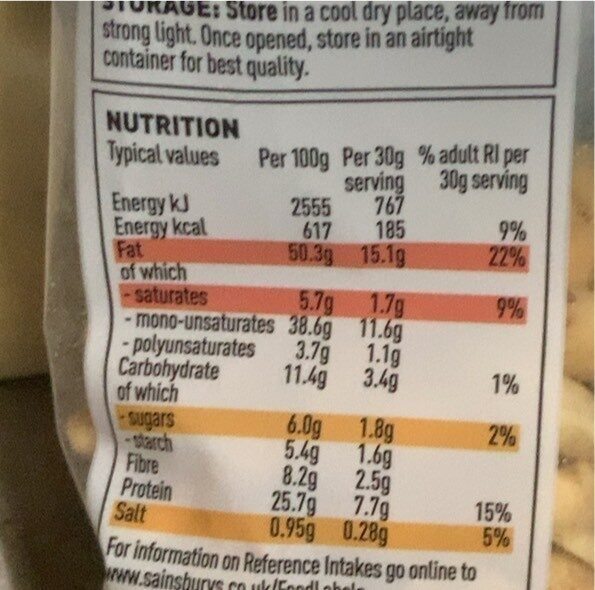 STORAGE: Store in a cool dry place, away from
strong light. Once opened, store in an airtight
container for best quality.
NUTRITION
Typical values Per 100g Per 30g % adult RI per
serving 30g serving
Energy kJ 2555 767
Energy kcal 617 185 9%
Fat 50.3g 15.1g 22%
of which
- saturates 5.7g 1.7g 9%
- mono-unsaturates 38.6g 11.6g
- polyunsaturates 3.7g 1.1g
Carbohydrate 11.4g 3.4g 1%
of which
- sugars 6.0g 1.8g 2%
- starch 5.4g 1.6g
Fibre 8.2g 2.5g
Protein 25.7g 7.7g 15%
Salt 0.95g 0.28g 5%
For information on Reference Intakes go online to
www.sainsburys.co.uk/FoodLabels